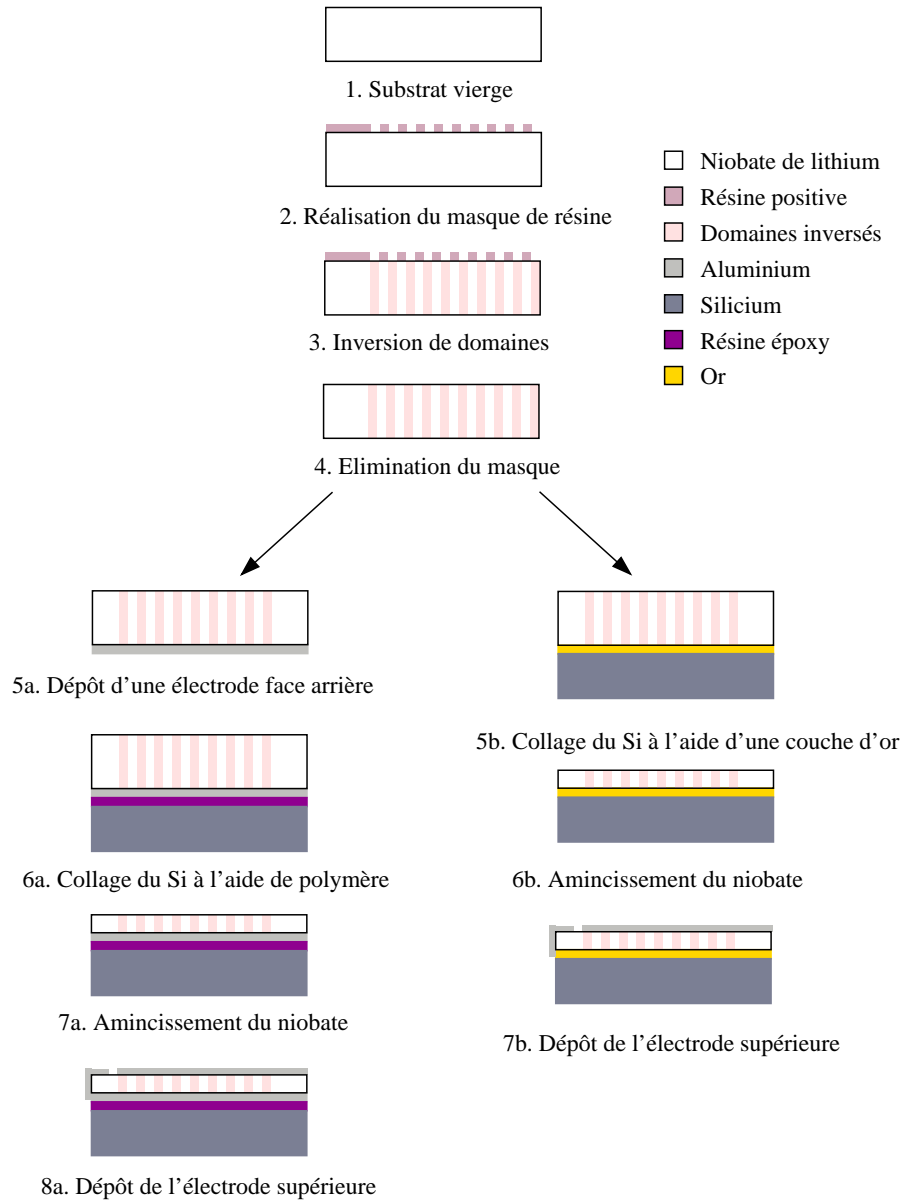 1. Substrat vierge
2. Réalisation du masque de résine
3. Inversion de domaines
4. Elimination du masque
Niobate de lithium
Résine positive
Domaines inversés
Aluminium
Silicium
Résine époxy
Or
5a. Dépôt d’une électrode face arrière
6a. Collage du Si à l’aide de polymère
7a. Amincissement du niobate
8a. Dépôt de l’électrode supérieure
5b. Collage du Si à l’aide d’une couche d’or
6b. Amincissement du niobate
7b. Dépôt de l’électrode supérieure